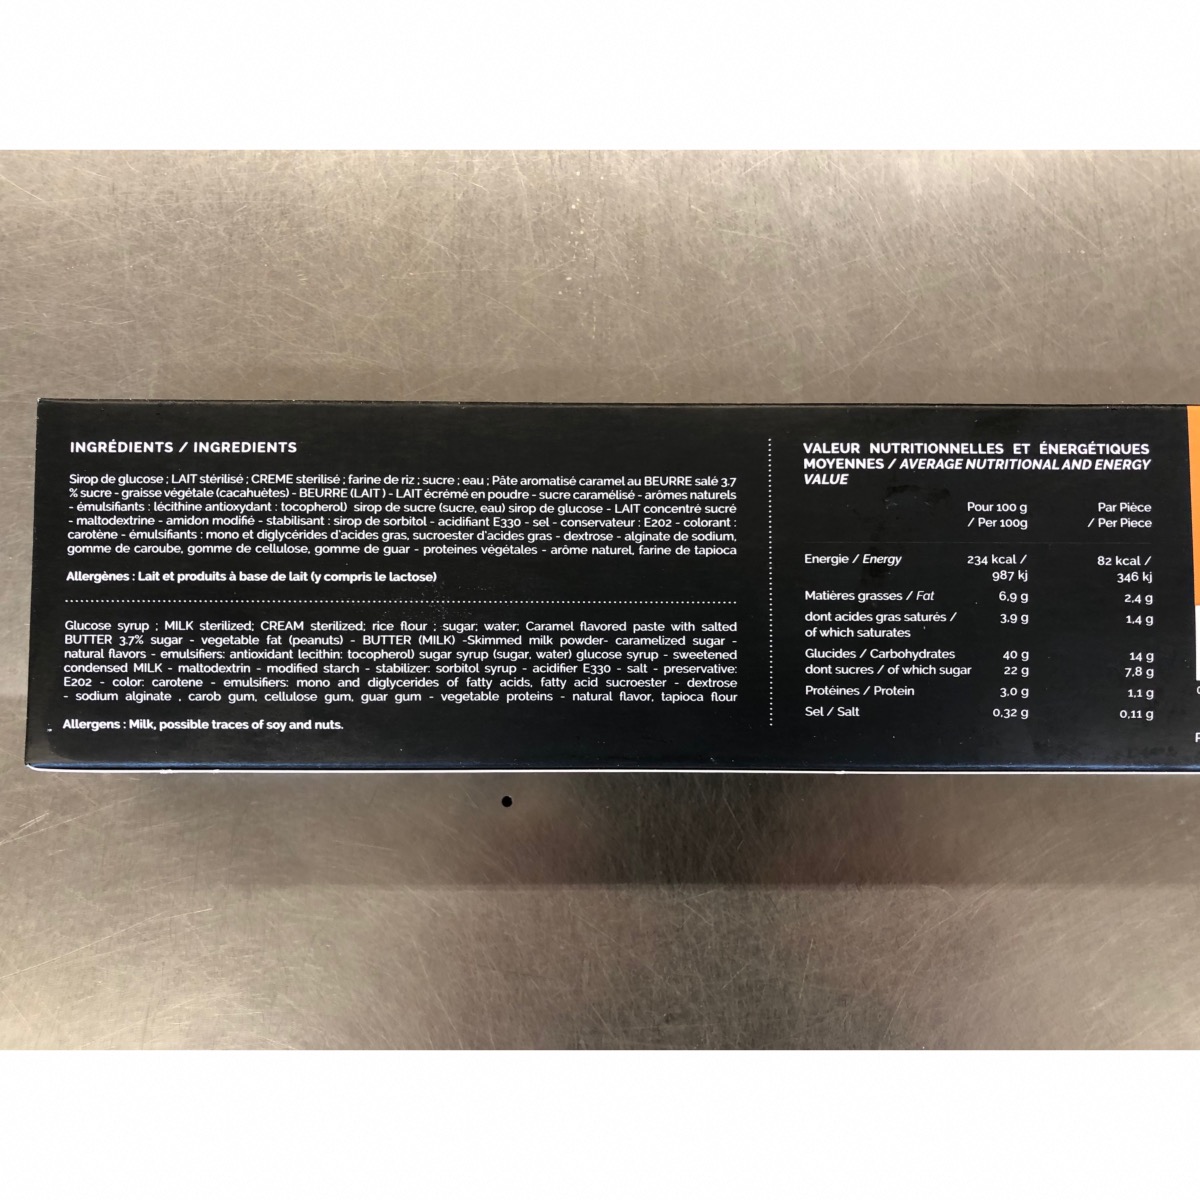 INGRÉDIENTS / INGREDIENTS
Sirop de glucose ; LAIT stérilisé ; CREME sterilisé ; farine de riz ; sucre ; eau ; Pâte aromatisé caramel au BEURRE salé 3.7
% sucre - graisse végétale (cacahuètes) - BEURRE (LAIT) - LAIT écrémé en poudre - sucre caramélisé - arômes naturels
- émulsifiants : lécithine antioxydant : tocopherol) sirop de sucre (sucre, eau) sirop de glucose - LAIT concentré sucré
- maltodextrine - amidon modifié - stabilisant : sirop de sorbitol - acidifiant E330 - sel - conservateur : E202 - colorant :
carotène - émulsifiants : mono et diglycérides d'acides gras, sucroester d'acides gras - dextrose - alginate de sodium,
gomme de caroube, gomme de cellulose, gomme de guar - proteines végétales - arôme naturel, farine de tapioca
Allergènes : Lait et produits à base de lait (y compris le lactose)
Glucose syrup ; MILK sterilized; CREAM sterilized; rice flour ; sugar; water; Caramel flavored paste with salted
BUTTER 3.7% sugar - vegetable fat (peanuts) - BUTTER (MILK) -Skimmed milk powder- caramelized sugar -
natural flavors - emulsifiers: antioxidant lecithin: tocopherol) sugar syrup (sugar, water) glucose syrup - sweetened
condensed MILK - maltodextrin - modified starch - stabilizer: sorbitol syrup - acidifier E330 - salt - preservative:
E202 - color: carotene - emulsifiers: mono and diglycerides of fatty acids, fatty acid sucroester - dextrose
- sodium alginate , carob gum, cellulose gum, guar gum - vegetable proteins - natural flavor, tapioca flour
Allergens : Milk, possible traces of soy and nuts.
VALEUR NUTRITIONNELLES ET ÉNERGÉTIQUES
MOYENNES / AVERAGE NUTRITIONAL AND ENERGY
VALUE
Pour 100 g Par Pièce
/ Per 100g / Per Piece
Energie / Energy 234 kcal / 82 kcal /
987 kj 346 kj
Matières grasses / Fat 6,9 g 2,4 g
dont acides gras saturés / 3.9 g 1,4 g
of which saturates
Glucides / Carbohydrates 40 g 14 g
dont sucres / of which sugar 22 g 7,8 g
Protéines / Protein 3,0 g 1,1 g
Sel / Salt 0,32 g 0,11 g